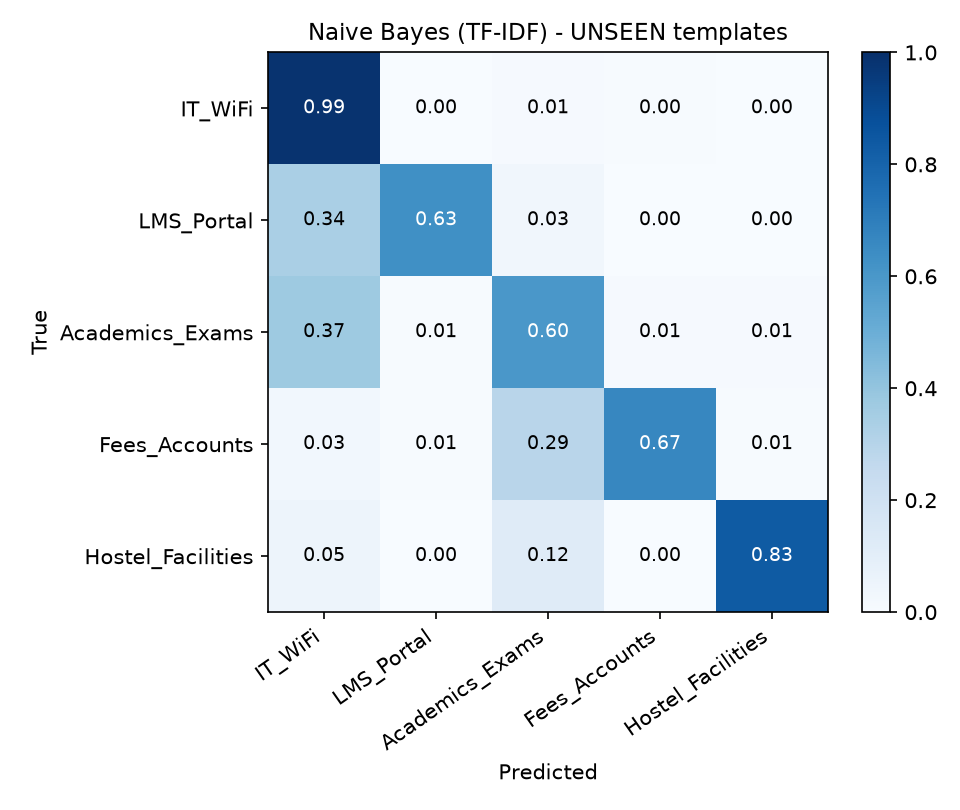 Naive Bayes (TF-IDF) - UNSEEN templates
IT_WiFi 0.99 0.00 0.01 0.00 0.00
LMS_Portal 0.34 0.63 0.03 0.00 0.00
Academics_Exams 0.37 0.01 0.60 0.01 0.01
Fees_Accounts 0.03 0.01 0.29 0.67 0.01
Hostel_Facilities 0.05 0.00 0.12 0.00 0.83
True
IT_WiFi LMS_Portal Academics_Exams Fees_Accounts Hostel_Facilities
Predicted
1.0
0.8
0.6
0.4
0.2
0.0